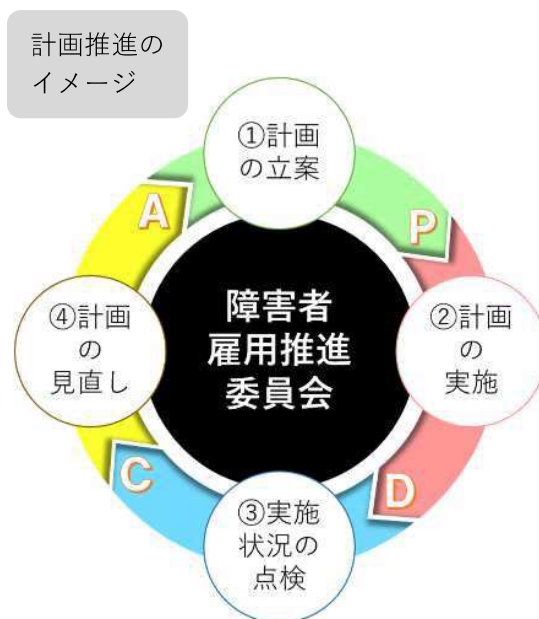 計画推進の
イメージ
①計画
の立案
A
P
④計画
の
見直し
障害者
雇用推進
委員会
②計画
の
実施
C
D
③実施
状況の
点検